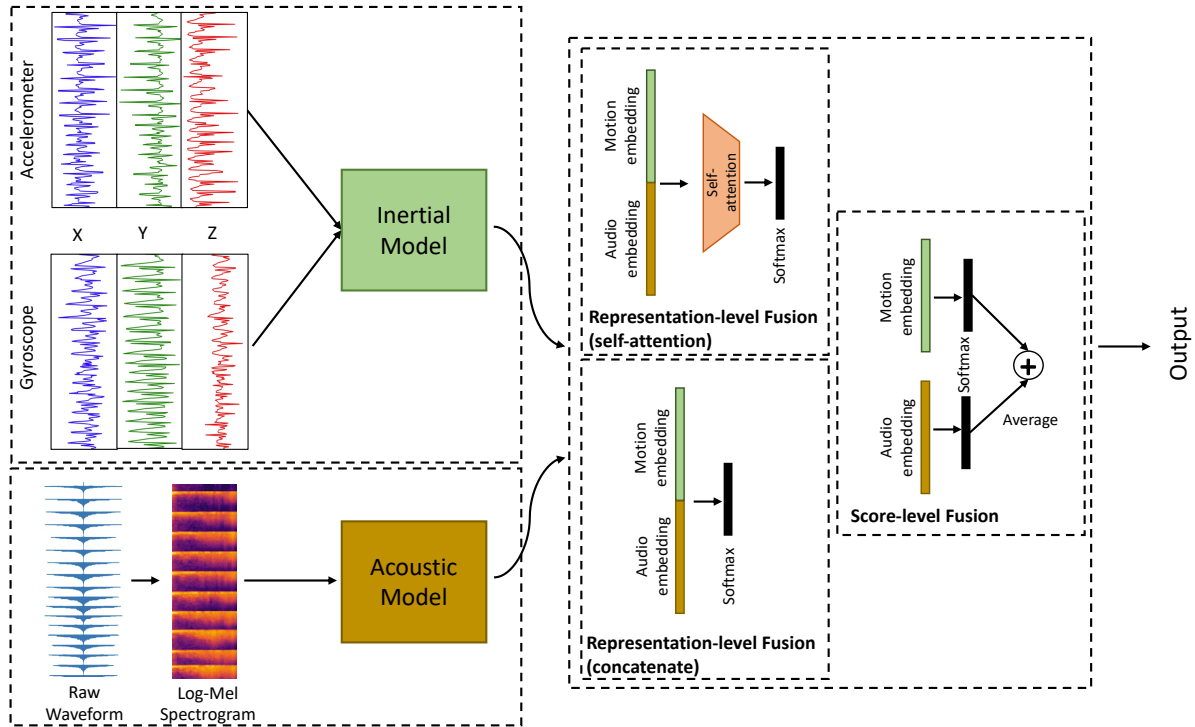 Accelerometer
X Y Z
Gyroscope
Inertial
Model
Raw
Waveform
Log-Mel
Spectrogram
Acoustic
Model
Motion
embedding
Audio
embedding
Self-
attention
Softmax
Representation-level Fusion
(self-attention)
Motion
embedding
Audio
embedding
Softmax
Representation-level Fusion
(concatenate)
Motion
embedding
Softmax
Audio
embedding
+
Average
Score-level Fusion
Output